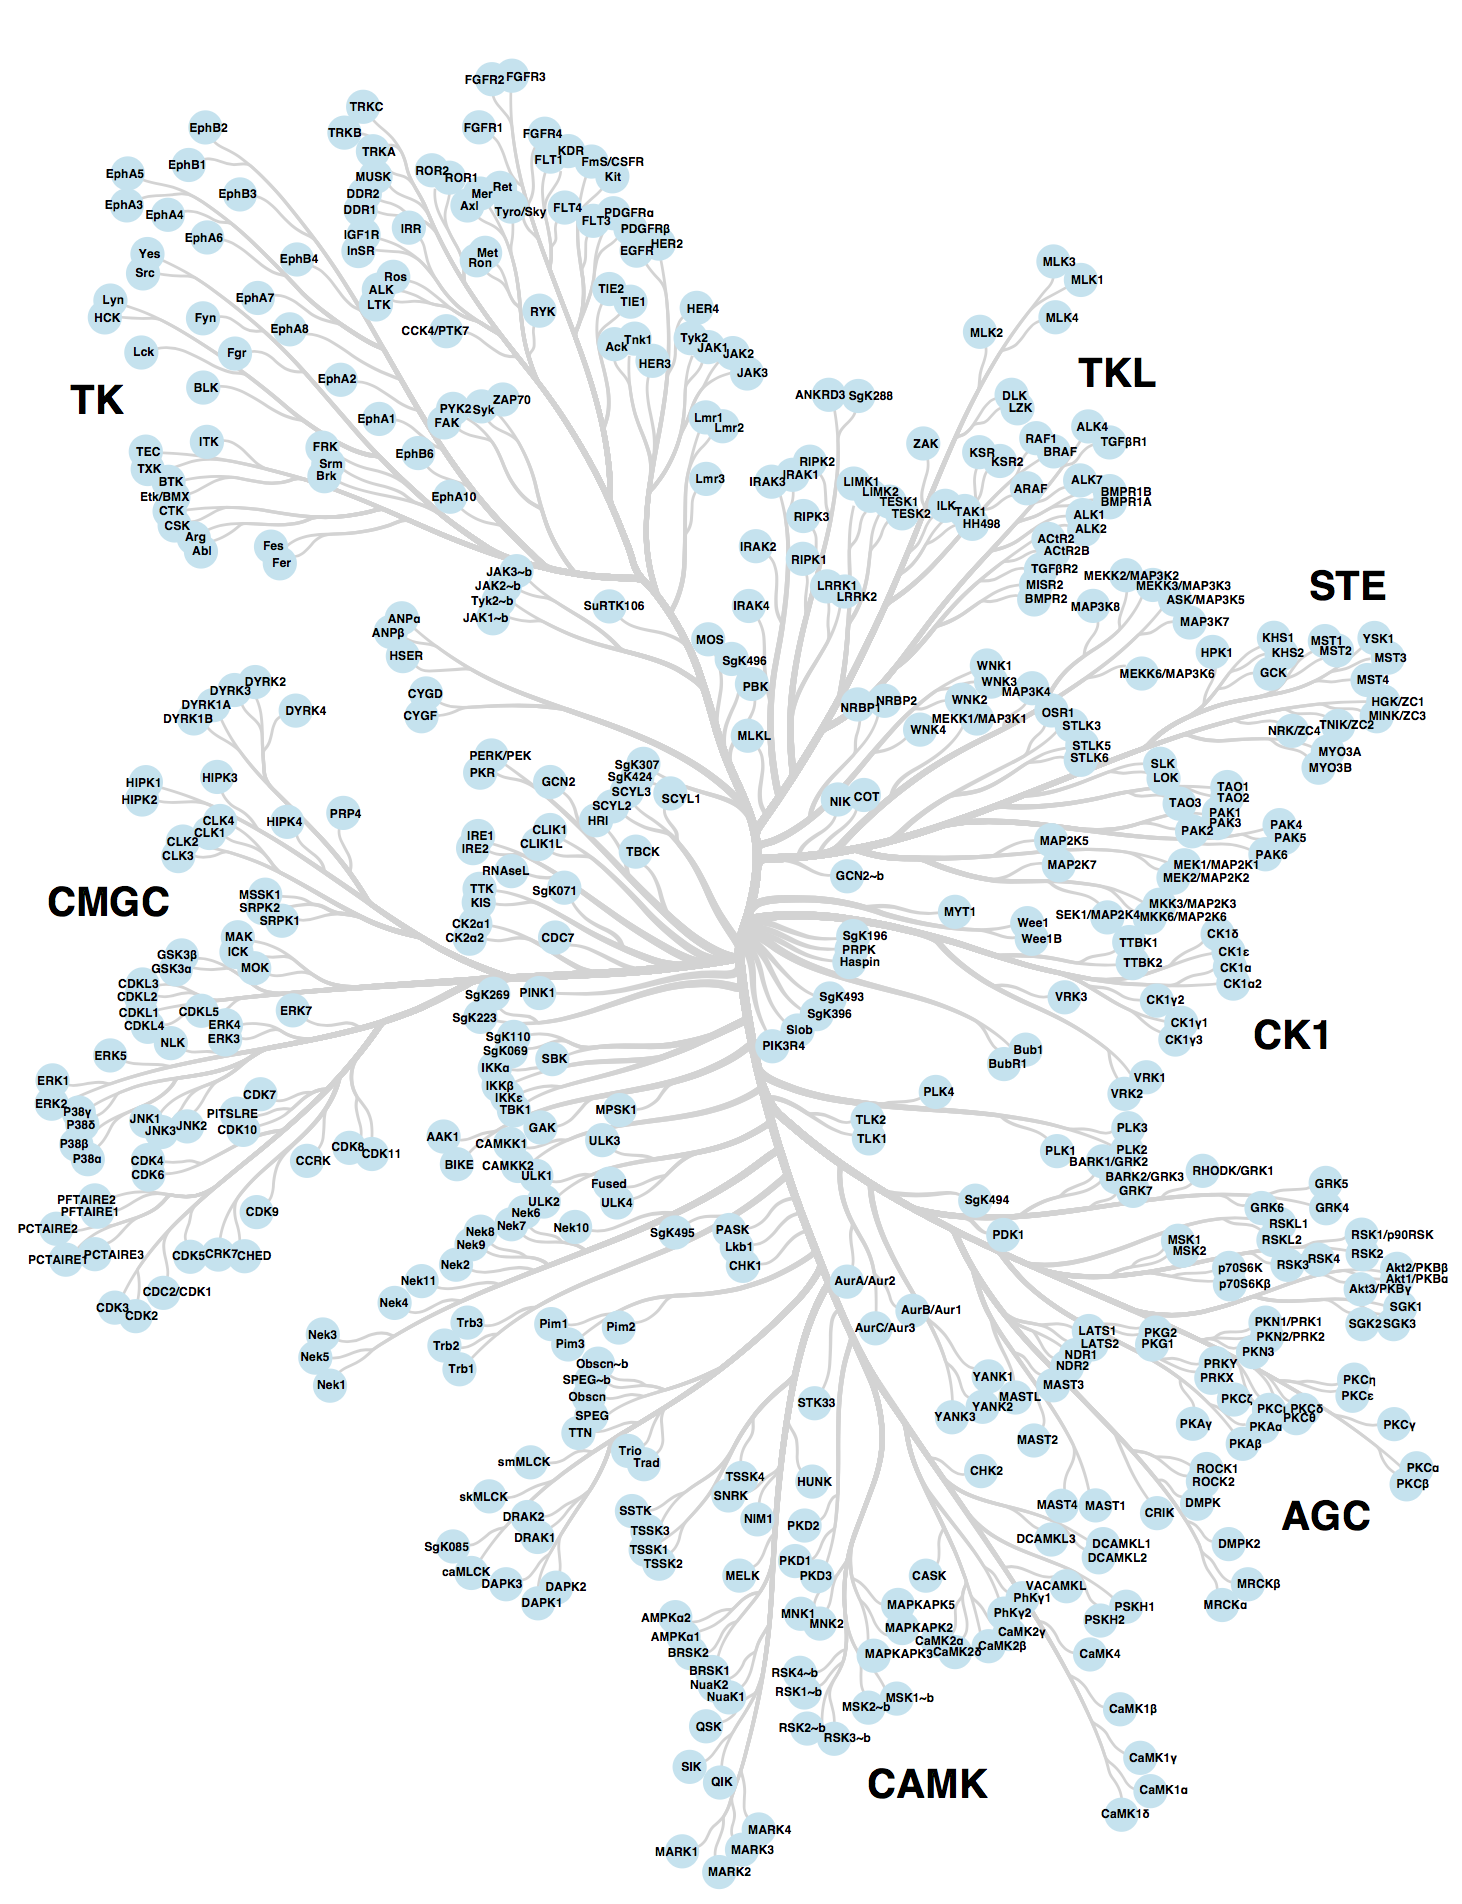 FGFR2
FGFR3
TRKC
TRKB
TRKA
FGFR1
FGFR4
KDR
FLT1
FmS/CSFR
Kit
EphB2
EphB1
EphA5
EphB3
EphA3
EphA4
EphA6
EphB4
MUSK
DDR2
DDR1
IGF1R
InSR
IRR
ROR2
ROR1
Ret
Mer
Axl
Tyro/Sky
FLT4
FLT3
PDGFRα
PDGFRβ
HER2
EGFR
Met
Ron
Yes
Src
Lyn
HCK
Fyn
EphA7
EphA8
Ros
ALK
LTK
CCK4/PTK7
RYK
TIE2
TIE1
HER4
Ack
Tnk1
HER3
Tyk2
JAK1
JAK2
JAK3
Lck
Fgr
BLK
EphA2
EphA1
EphB6
EphA10
PYK2
FAK
Syk
ZAP70
Lmr1
Lmr2
Lmr3
TK
ITK
TEC
TXK
BTK
Etk/BMX
CTK
CSK
Arg
Abl
FRK
Srm
Brk
Fes
Fer
JAK3~b
JAK2~b
Tyk2~b
JAK1~b
SuRTK106
MLK3
MLK1
MLK4
MLK2
TKL
ANKRD3
SgK288
DLK
LZK
ZAK
KSR
KSR2
RAF1
BRAF
ARAF
ALK4
TGFβR1
ALK7
BMPR1B
BMPR1A
ALK1
ALK2
ACtR2
ACtR2B
TGFβR2
MISR2
BMPR2
RIPK2
IRAK1
IRAK3
RIPK3
IRAK2
RIPK1
IRAK4
LIMK1
LIMK2
TESK1
TESK2
ILK
TAK1
HH498
LRRK1
LRRK2
MOS
SgK496
PBK
MLKL
STE
MEKK2/MAP3K2
MEKK3/MAP3K3
ASK/MAP3K5
MAP3K8
MAP3K7
HPK1
KHS1
KHS2
GCK
MST1
MST2
YSK1
MST3
MST4
MEKK6/MAP3K6
HGK/ZC1
MINK/ZC3
TNIK/ZC2
NRK/ZC4
MYO3A
MYO3B
WNK1
WNK3
WNK2
WNK4
MAP3K4
MEKK1/MAP3K1
NRBP1
NRBP2
OSR1
STLK3
STLK5
STLK6
SLK
LOK
TAO1
TAO2
TAO3
PAK1
PAK3
PAK2
PAK4
PAK5
PAK6
NIK
COT
MAP2K5
MAP2K7
MEK1/MAP2K1
MEK2/MAP2K2
MKK3/MAP2K3
MKK6/MAP2K6
SEK1/MAP2K4
GCN2~b
ANPα
ANPβ
HSER
CYGD
CYGF
DYRK2
DYRK3
DYRK1A
DYRK1B
DYRK4
HIPK1
HIPK2
HIPK3
HIPK4
PRP4
CLK4
CLK1
CLK2
CLK3
CMGC
PERK/PEK
PKR
GCN2
SgK307
SgK424
SCYL3
SCYL2
SCYL1
HRI
CLIK1
CLIK1L
IRE1
IRE2
TBCK
RNAseL
SgK071
TTK
KIS
CK2α1
CK2α2
CDC7
MSSK1
SRPK2
SRPK1
MAK
ICK
MOK
GSK3β
GSK3α
CDKL3
CDKL2
CDKL1
CDKL5
CDKL4
ERK7
ERK4
ERK3
NLK
ERK5
ERK1
ERK2
P38γ
P38δ
P38β
P38α
JNK1
JNK3
JNK2
CDK7
PITSLRE
CDK10
CDK4
CDK6
CCRK
CDK8
CDK11
PFTAIRE2
PFTAIRE1
PCTAIRE2
PCTAIRE1
PCTAIRE3
CDK9
CDK5
CRK7
CHED
CDC2/CDK1
CDK3
CDK2
SgK269
SgK223
PINK1
SgK110
SgK069
SBK
IKKα
IKKβ
IKKε
TBK1
MPSK1
GAK
AAK1
BIKE
CAMKK1
CAMKK2
ULK3
ULK1
ULK2
Fused
ULK4
Nek6
Nek7
Nek10
Nek8
Nek9
Nek2
Nek11
Nek4
Nek3
Nek5
Nek1
MYT1
Wee1
Wee1B
SgK196
PRPK
Haspin
SgK493
SgK396
Slob
PIK3R4
TTBK1
TTBK2
CK1δ
CK1ε
CK1α
CK1α2
VRK3
CK1γ2
CK1γ1
CK1γ3
CK1
Bub1
BubR1
VRK1
VRK2
PLK4
TLK2
TLK1
PLK3
PLK1
PLK2
BARK1/GRK2
BARK2/GRK3
GRK7
RHODK/GRK1
GRK5
GRK6
GRK4
SgK494
PDK1
RSKL1
RSKL2
MSK1
MSK2
RSK1/p90RSK
RSK2
RSK4
RSK3
p70S6K
p70S6Kβ
Akt2/PKBβ
Akt1/PKBα
Akt3/PKBγ
SGK1
SGK2
SGK3
SgK495
PASK
Lkb1
CHK1
AurA/Aur2
AurB/Aur1
AurC/Aur3
LATS1
LATS2
NDR1
NDR2
MAST3
PKG2
PKG1
PKN1/PRK1
PKN2/PRK2
PKN3
PRKY
PRKX
PKCη
PKCε
PKCζ
PKCι
PKCδ
PKCθ
PKAγ
PKAα
PKAβ
PKCγ
PKCα
PKCβ
YANK1
YANK2
YANK3
MASTL
MAST2
MAST4
MAST1
ROCK1
ROCK2
DMPK
CRIK
DMPK2
MRCKβ
MRCKα
AGC
Trb3
Trb2
Trb1
Pim1
Pim2
Pim3
Obscn~b
SPEG~b
Obscn
SPEG
TTN
STK33
smMLCK
Trio
Trad
skMLCK
DRAK2
DRAK1
SgK085
caMLCK
DAPK3
DAPK2
DAPK1
TSSK4
SNRK
SSTK
NIM1
TSSK3
TSSK1
TSSK2
HUNK
PKD2
PKD1
PKD3
MELK
MNK1
MNK2
CHK2
DCAMKL3
DCAMKL1
DCAMKL2
CASK
VACAMKL
PhKγ1
PhKγ2
PSKH1
PSKH2
MAPKAPK5
MAPKAPK2
MAPKAPK3
CaMK2α
CaMK2δ
CaMK2β
CaMK2γ
CaMK4
AMPKα2
AMPKα1
BRSK2
BRSK1
NuaK2
NuaK1
RSK4~b
RSK1~b
RSK2~b
RSK3~b
MSK2~b
MSK1~b
QSK
SIK
QIK
MARK4
MARK3
MARK1
MARK2
CaMK1β
CaMK1γ
CaMK1α
CaMK1δ
CAMK